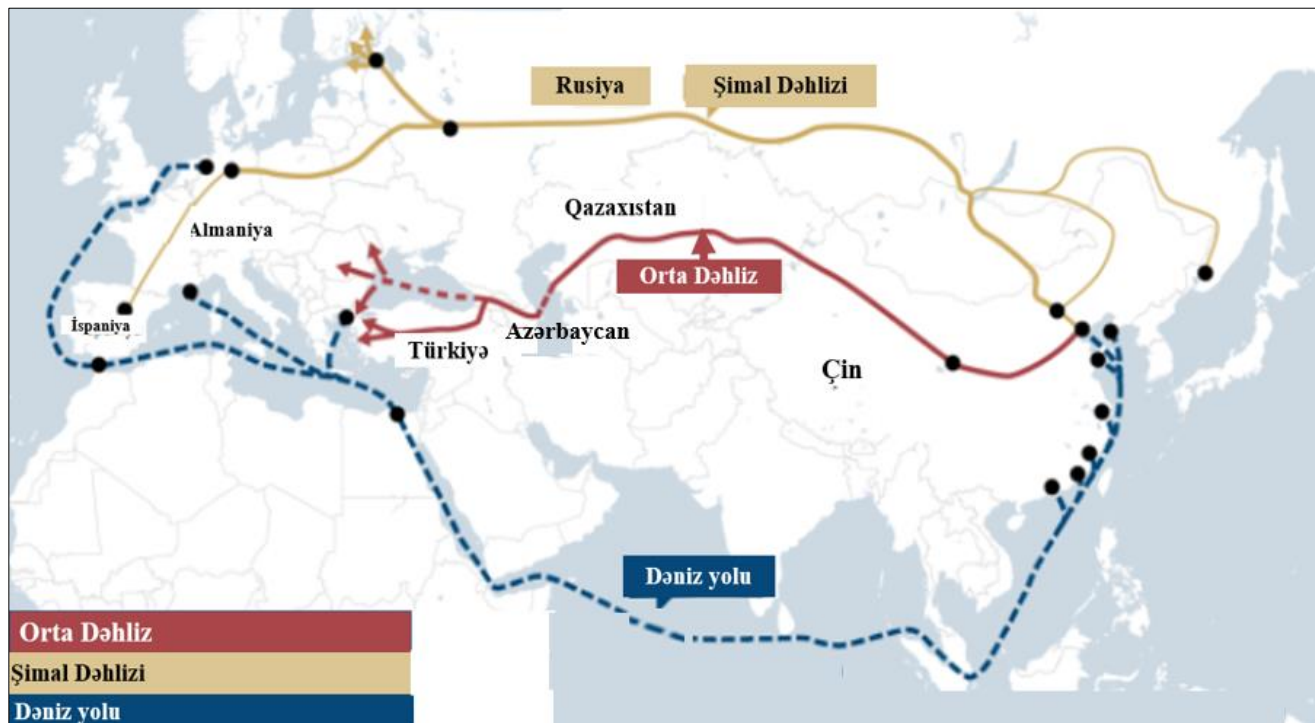 Rusiya
Şimal Dəhlizi
Qazaxıstan
Almaniya
Orta Dəhliz
İspaniya
Azərbaycan
Türkiyə
Çin
Dəniz yolu
Orta Dəhliz
Şimal Dəhlizi
Dəniz yolu